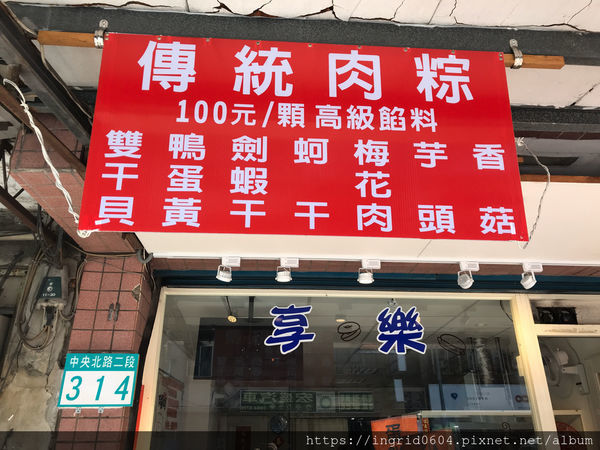 傳統肉粽
100元/顆 高級餡料
香菇
芋頭
梅花肉
蚵干
劍蝦干
鴨蛋黃
雙干貝
享樂
中央北路二段
314
https://ingrid0604.pixnet.net/album